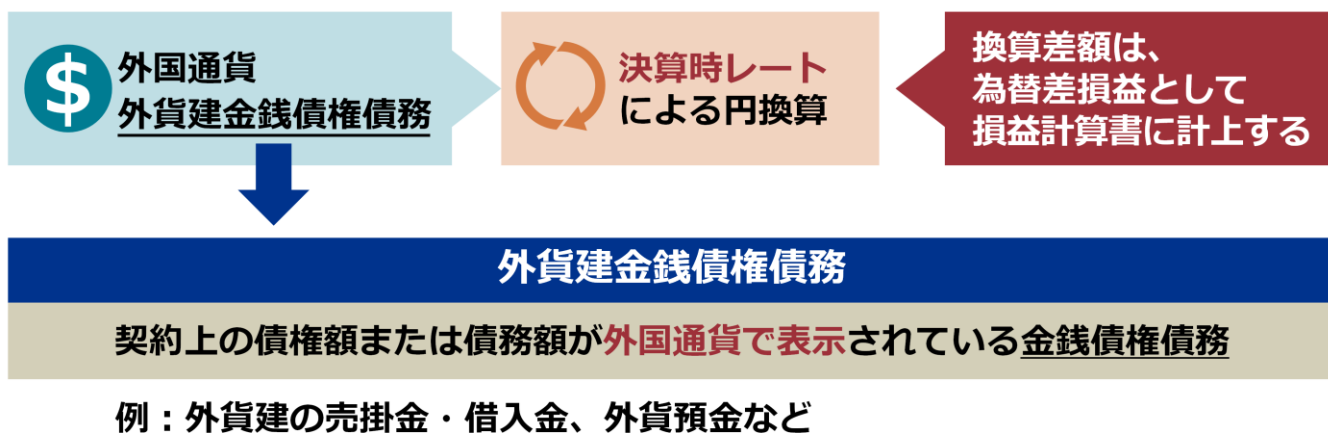 $
外国通貨
外貨建金銭債権債務
決算時レート
による円換算
換算差額は、
為替差損益として
損益計算書に計上する
外貨建金銭債権債務
契約上の債権額または債務額が外国通貨で表示されている金銭債権債務
例：外貨建の売掛金・借入金、外貨預金など